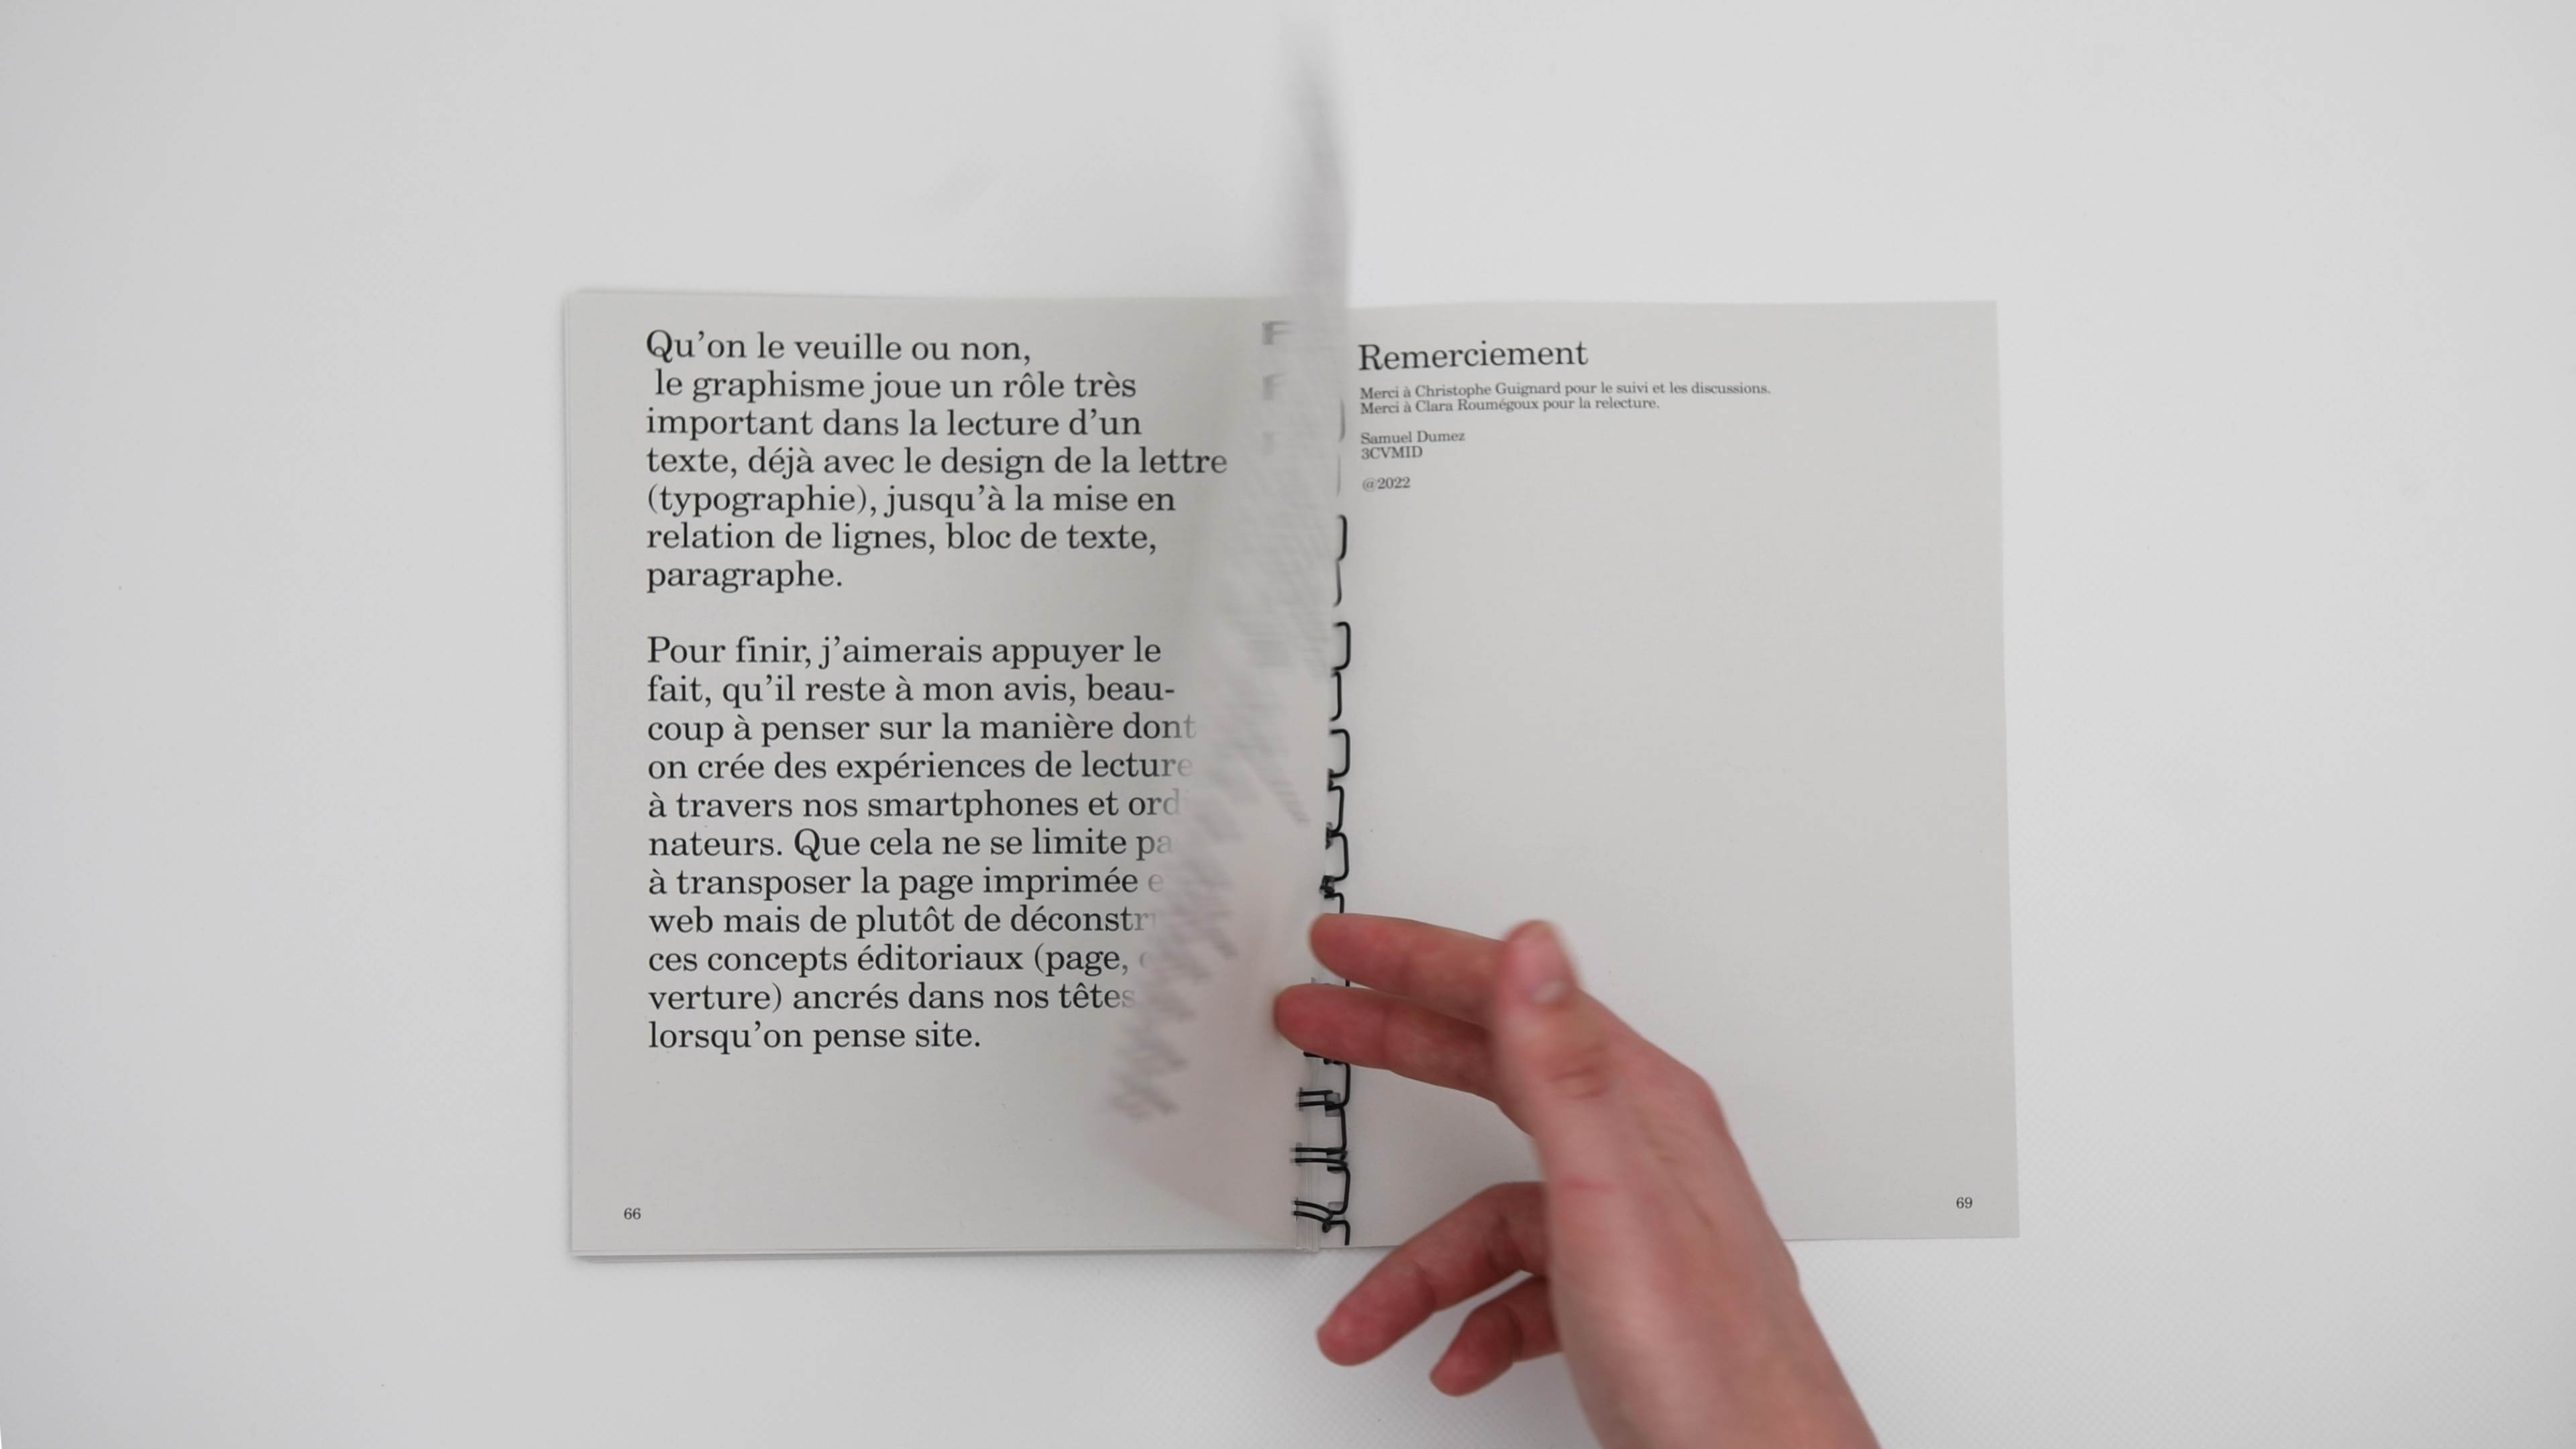 Qu’on le veuille ou non,
le graphisme joue un rôle très
important dans la lecture d’un
texte, déjà avec le design de la lettre
(typographie), jusqu’à la mise en
relation de lignes, bloc de texte,
paragraphe.
Pour finir, j’aimerais appuyer le
fait, qu’il reste à mon avis, beau-
coup à penser sur la manière dont
on crée des expériences de lecture
à travers nos smartphones et ord
nateurs. Que cela ne se limite pa
à transposer la page imprimée e
web mais de plutôt de déconstr
ces concepts éditoriaux (page,
verture) ancrés dans nos têtes
lorsqu’on pense site.
66
Remerciement
Merci à Christophe Guignard pour le suivi et les discussions.
Merci à Clara Roumégoux pour la relecture.
Samuel Dumez
3CVMID
@2022
69